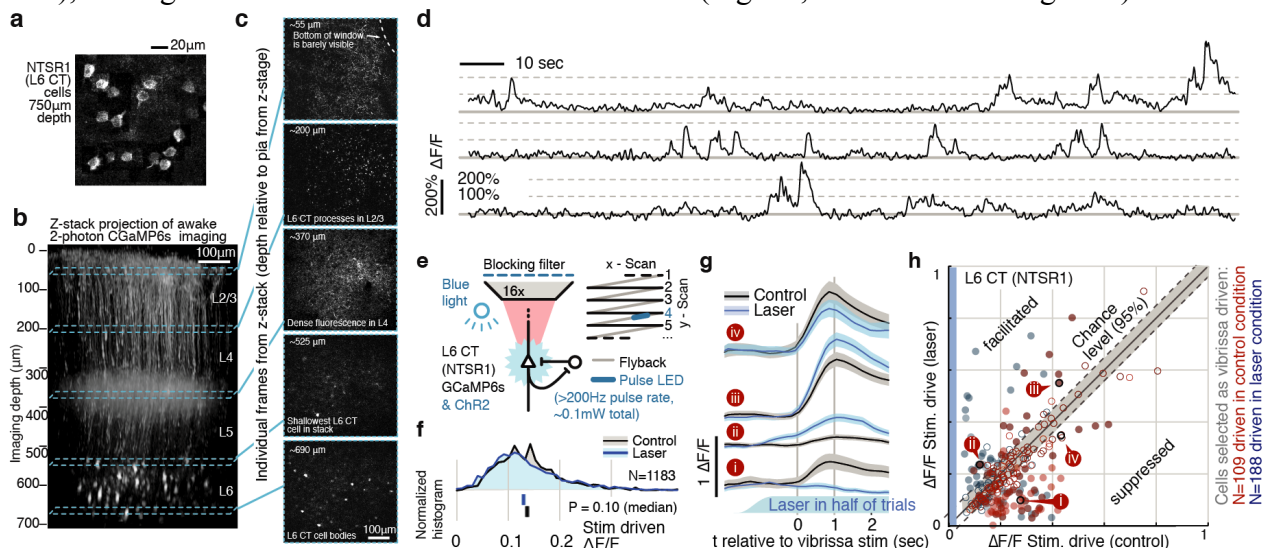 a
20µm
NTSR1
(L6 CT)
cells
750µm
depth
b
Z-stack projection of awake
2-photon CGaMP6s imaging
100µm
0
100
200
300
400
500
600
700
Imaging depth (µm)
L2/3
L4
L5
L6
c
Individual frames from z-stack (depth relative to pia from z-stage)
~55 µm
Bottom of window
is barely visible
~200 µm
L6 CT processes in L2/3
~370 µm
Dense fluorescence in L4
~525 µm
Shallowest L6 CT
cell in stack
~690 µm
100µm
L6 CT cell bodies
d
10 sec
200% ΔF/F
200%
100%
e
Blocking filter
Blue
light
16x
L6 CT
(NTSR1)
GCaMP6s
& ChR2
x - Scan
1
2
3
4
5
...
y - Scan
Flyback
Pulse LED
(>200Hz pulse rate,
~0.1mW total)
f
Control
Laser
N=1183
P = 0.10 (median)
Normalized
histogram
0
0.1
0.2
Stim driven
ΔF/F
g
Control
Laser
iv
iii
ii
i
1 ΔF/F
Laser in half of trials
0
2
t relative to vibrissa stim (sec)
h
1
L6 CT (NTSR1)
facilitated
Chance
level (95%)
iii
ii
iv
i
suppressed
0
0
1
ΔF/F Stim. drive (laser)
ΔF/F Stim. drive (control)
Cells selected as vibrissa driven:
N=109 driven in control condition
N=188 driven in laser condition